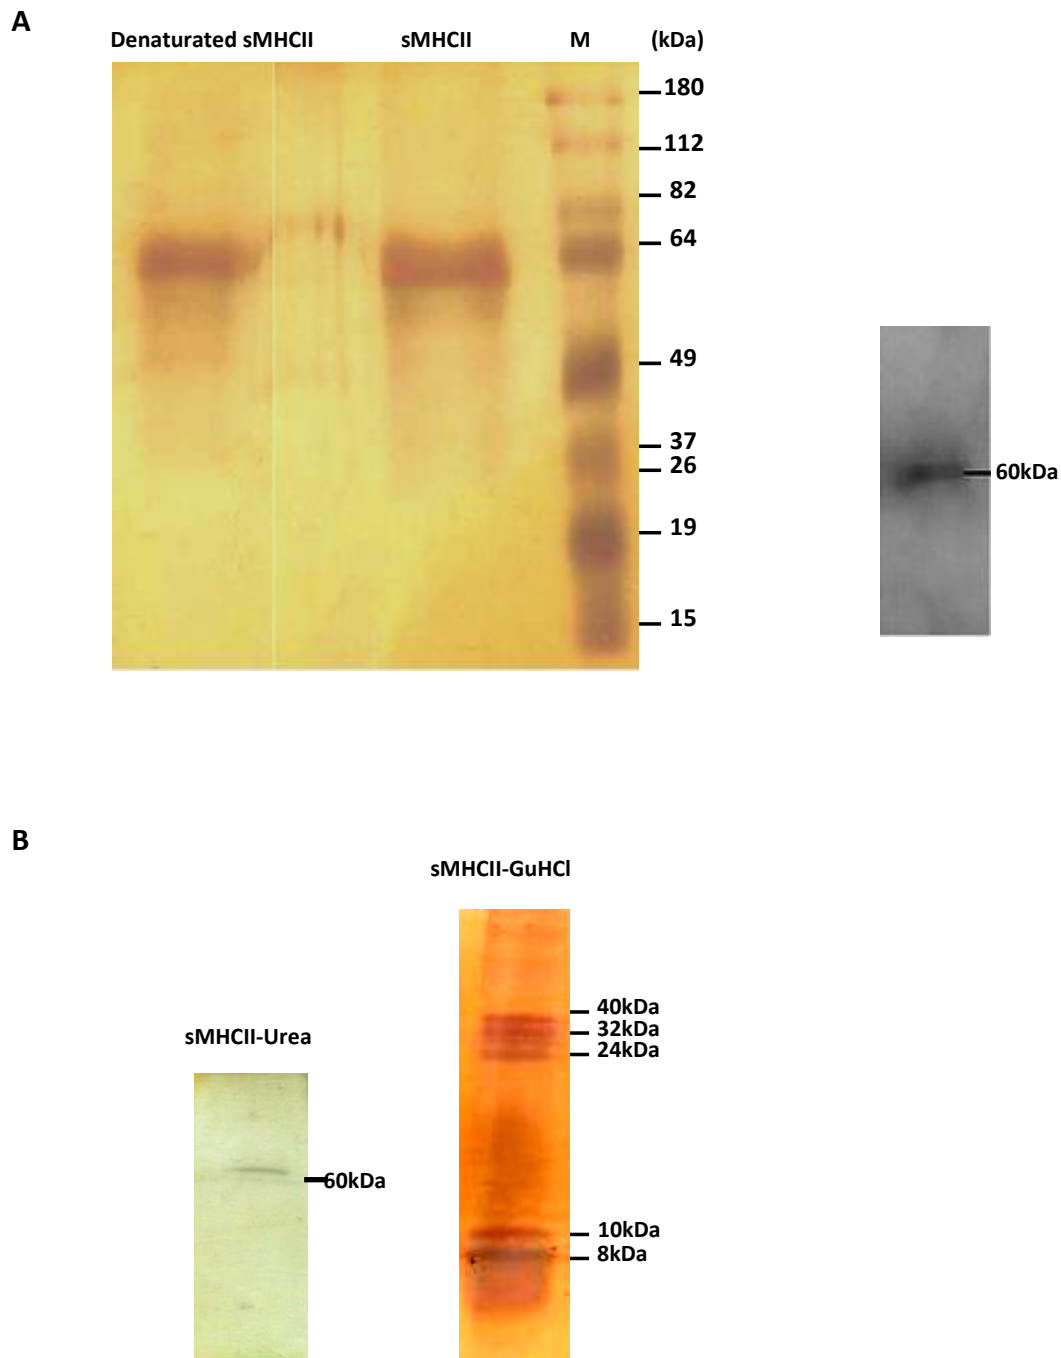 A
Denaturated sMHCII sMHCII M (kDa)
180
112
82
64
49
37
26
19
15
60kDa
B
sMHCII-GuHCl
40kDa
32kDa
24kDa
sMHCII-Urea
60kDa
10kDa
8kDa